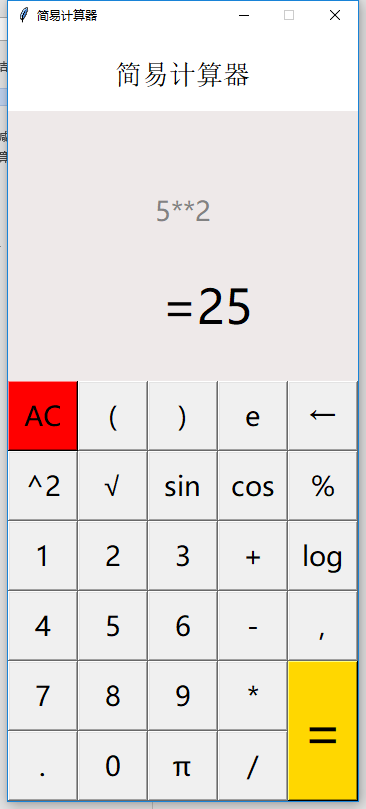 简易计算器
简易计算器
5**2
=25
AC ( ) e ←
^2 √ sin cos %
1 2 3 + log
4 5 6 - ,
7 8 9 * =
. 0 π /